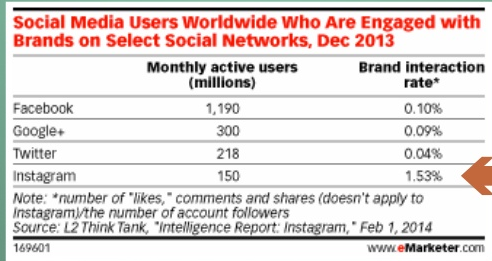 Social Media Users Worldwide Who Are Engaged with
Brands on Select Social Networks, Dec 2013
Monthly active users Brand interaction
(millions) rate*
Facebook 1,190 0.10%
Google+ 300 0.09%
Twitter 218 0.04%
Instagram 150 1.53%
Note: *number of "likes," comments and shares (doesn't apply to
Instagram)/the number of account followers
Source: L2 Think Tank, "Intelligence Report: Instagram," Feb 1, 2014
169601 www.eMarketer.com